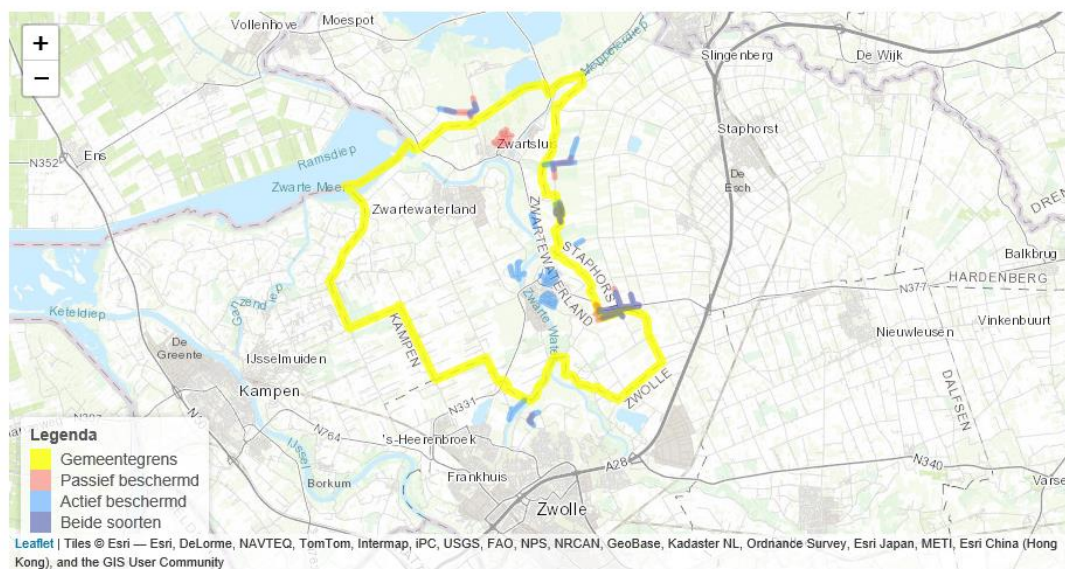 +
−
Vollenhove
Moespot
Slingenberg
De Wijk
Meppelerdiep
Ens
N352
Ramsdiep
Zwartslui
Staphorst
De
Esch
Zwarte Meer
Zwartewaterland
ZWARTEWATERLAND
STAPHORS
DREN
Balkbrug
HARDENBERG
Keteldiep
Ganzendiep
KAMPEN
Zwarte Wate
N377
Vinkenbuurt
Nieuwleusen
De
Greente
IJsselmuiden
Kampen
ZWOLLE
DALFSEN
N331
N764
's-Heerenbroek
Legenda
Gemeentegrens
Passief beschermd
Actief beschermd
Beide soorten
IJssel
Borkum
Frankhuis
A28
N340
Varse
Zwolle
Leaflet | Tiles © Esri — Esri, DeLorme, NAVTEQ, TomTom, Intermap, iPC, USGS, FAO, NPS, NRCAN, GeoBase, Kadaster NL, Ordnance Survey, Esri Japan, METI, Esri China (Hong
Kong), and the GIS User Community